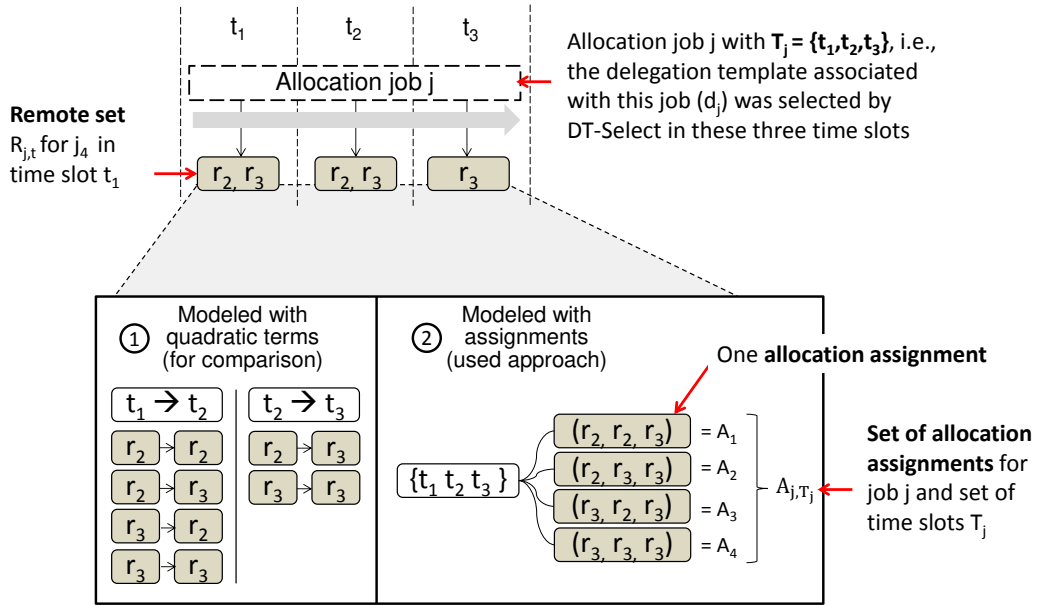 t1 t2 t3
Allocation job j
Allocation job j with Tj = {t1,t2,t3}, i.e.,
the delegation template associated
with this job (dj) was selected by
DT-Select in these three time slots
Remote set
Rj,t for j4 in
time slot t1
r2, r3 r2, r3 r3
1 Modeled with
quadratic terms
(for comparison)
t1 → t2 t2 → t3
r2 → r2 r2 → r3
r2 → r3 r3 → r3
r3 → r2
r3 → r3
2 Modeled with
assignments
(used approach)
One allocation assignment
{t1 t2 t3 }
(r2, r2, r3) = A1
(r2, r3, r3) = A2
(r3, r2, r3) = A3
(r3, r3, r3) = A4
Aj,Tj
Set of allocation
assignments for
job j and set of
time slots Tj